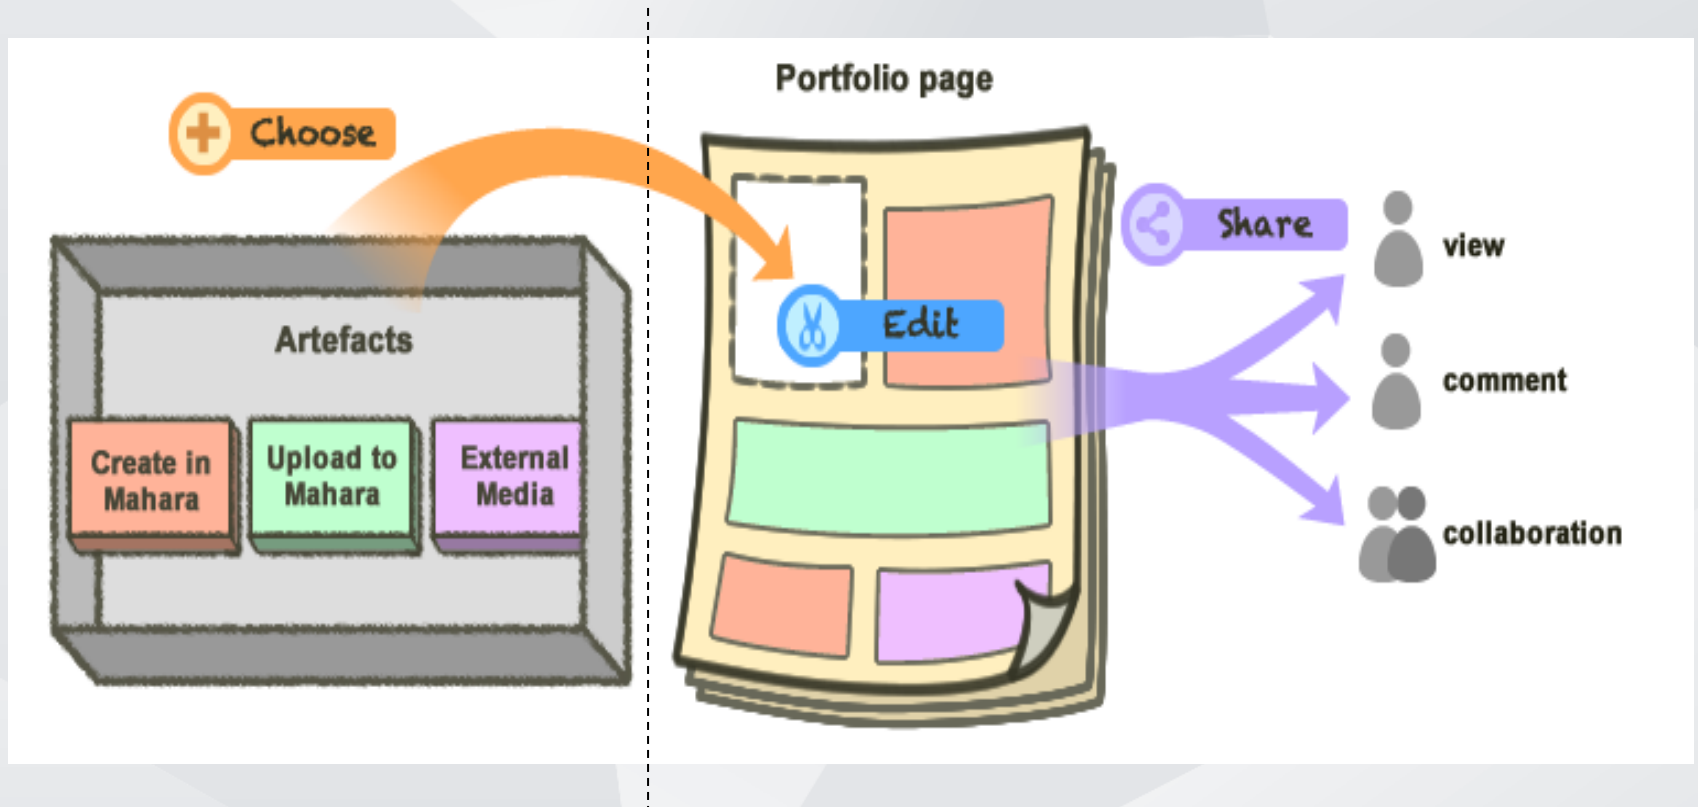 Portfolio page
Choose
Share
view
Edit
Artefacts
comment
Create in
Mahara
Upload to
Mahara
External
Media
collaboration